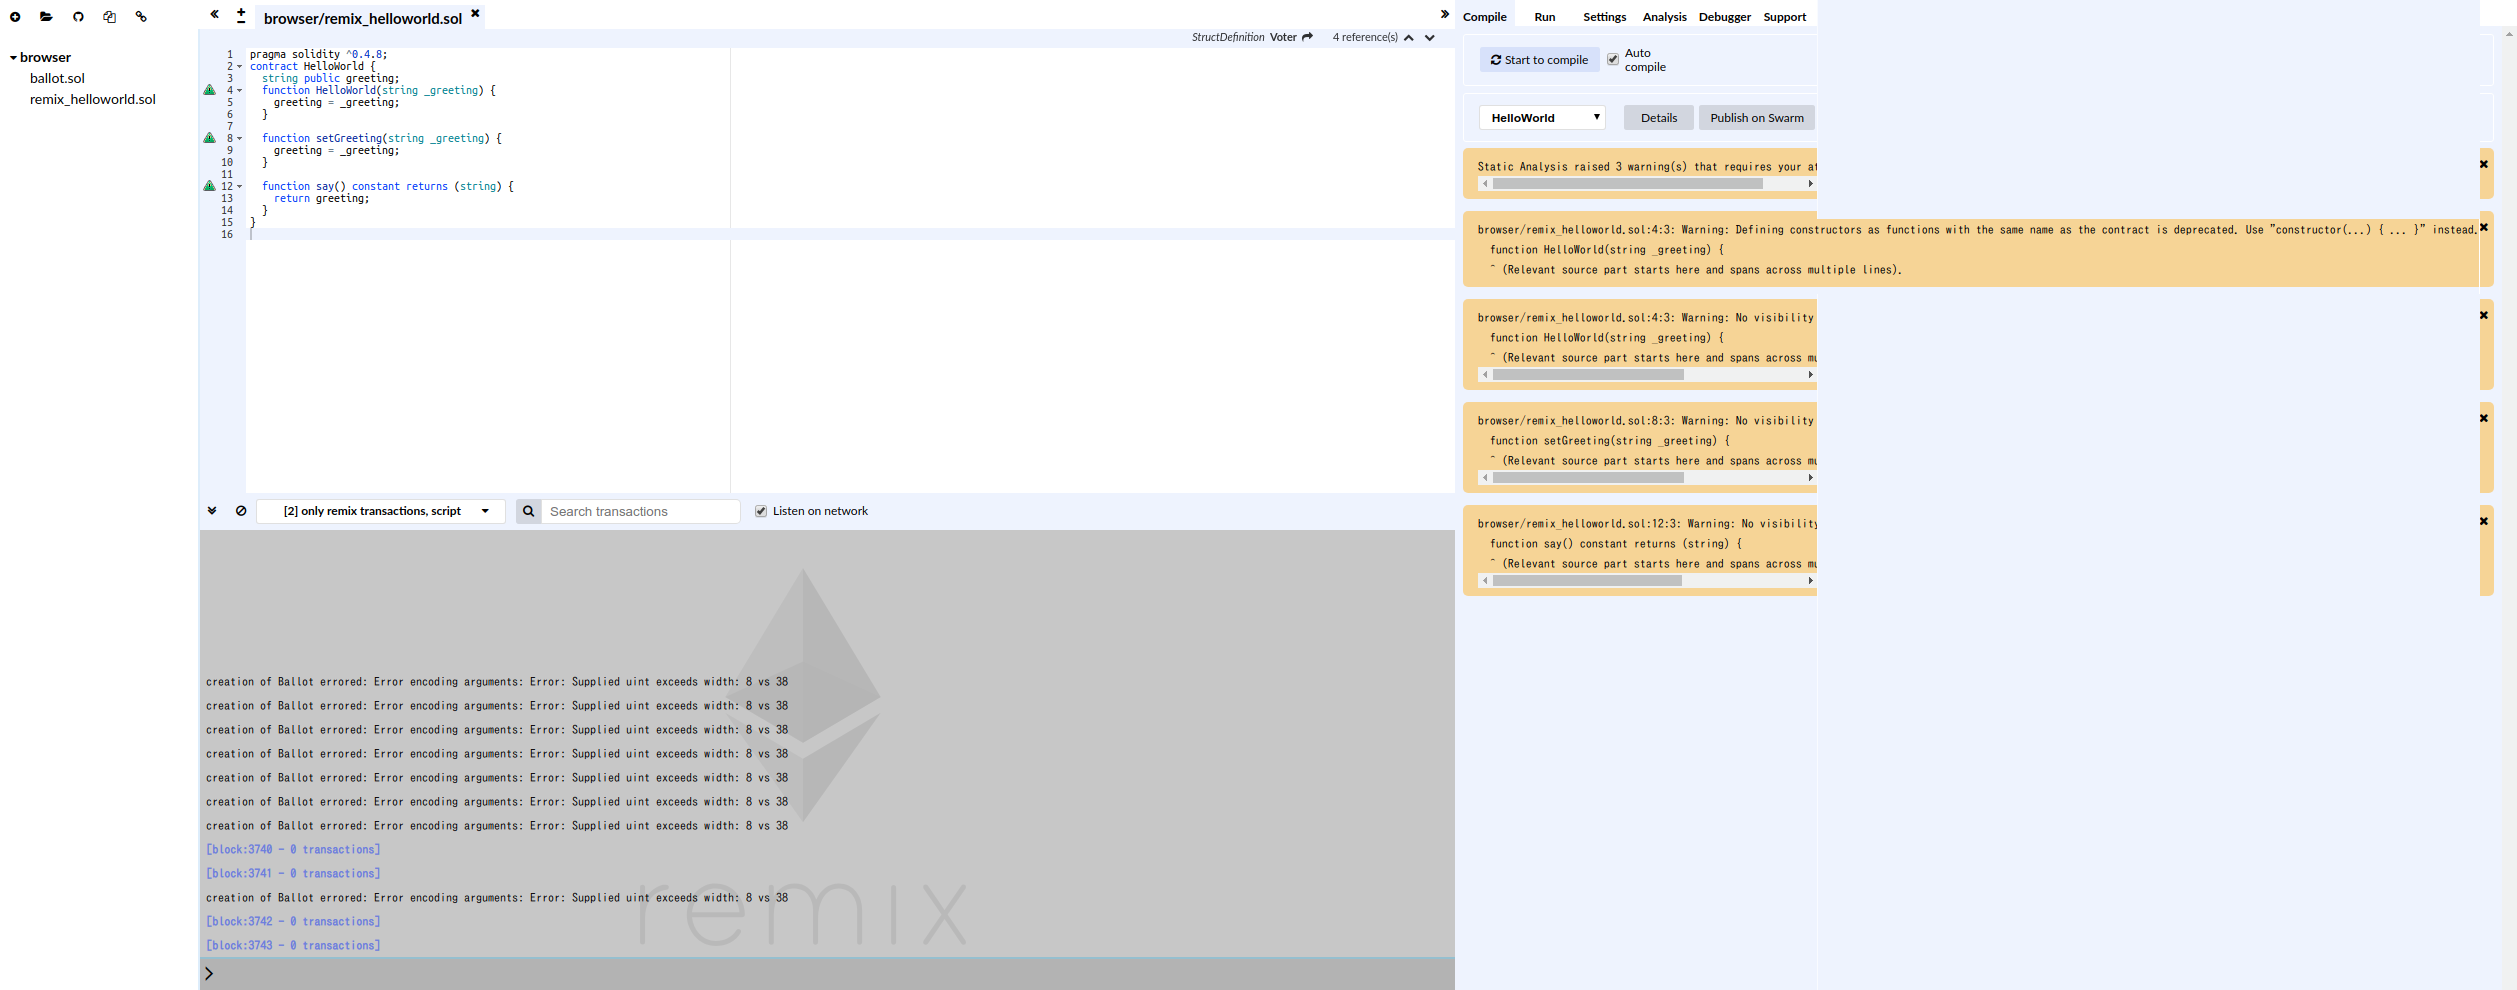 browser/remix_helloworld.sol
Compile Run Settings Analysis Debugger Support
browser
ballot.sol
remix_helloworld.sol
StructDefinition Voter 4 reference(s)
1 pragma solidity ^0.4.8;
2 contract HelloWorld {
3 string public greeting;
4 function HelloWorld(string _greeting) {
5 greeting = _greeting;
6 }
7
8 function setGreeting(string _greeting) {
9 greeting = _greeting;
10 }
11
12 function say() constant returns (string) {
13 return greeting;
14 }
15 }
16
[2] only remix transactions, script
Search transactions
Listen on network
creation of Ballot errored: Error encoding arguments: Error: Supplied uint exceeds width: 8 vs 38
creation of Ballot errored: Error encoding arguments: Error: Supplied uint exceeds width: 8 vs 38
creation of Ballot errored: Error encoding arguments: Error: Supplied uint exceeds width: 8 vs 38
creation of Ballot errored: Error encoding arguments: Error: Supplied uint exceeds width: 8 vs 38
creation of Ballot errored: Error encoding arguments: Error: Supplied uint exceeds width: 8 vs 38
creation of Ballot errored: Error encoding arguments: Error: Supplied uint exceeds width: 8 vs 38
creation of Ballot errored: Error encoding arguments: Error: Supplied uint exceeds width: 8 vs 38
[block:3740 - 0 transactions]
[block:3741 - 0 transactions]
creation of Ballot errored: Error encoding arguments: Error: Supplied uint exceeds width: 8 vs 38
[block:3742 - 0 transactions]
[block:3743 - 0 transactions]
remix
>
Start to compile
Auto
compile
HelloWorld
Details
Publish on Swarm
Static Analysis raised 3 warning(s) that requires your
browser/remix_helloworld.sol:4:3: Warning: Defining constructors as functions with the same name as the contract is deprecated. Use "constructor(...) { ... }" instead.
function HelloWorld(string _greeting) {
^ (Relevant source part starts here and spans across multiple lines).
browser/remix_helloworld.sol:4:3: Warning: No visibility
function HelloWorld(string _greeting) {
^ (Relevant source part starts here and spans across
browser/remix_helloworld.sol:8:3: Warning: No visibility
function setGreeting(string _greeting) {
^ (Relevant source part starts here and spans across
browser/remix_helloworld.sol:12:3: Warning: No visibility
function say() constant returns (string) {
^ (Relevant source part starts here and spans across